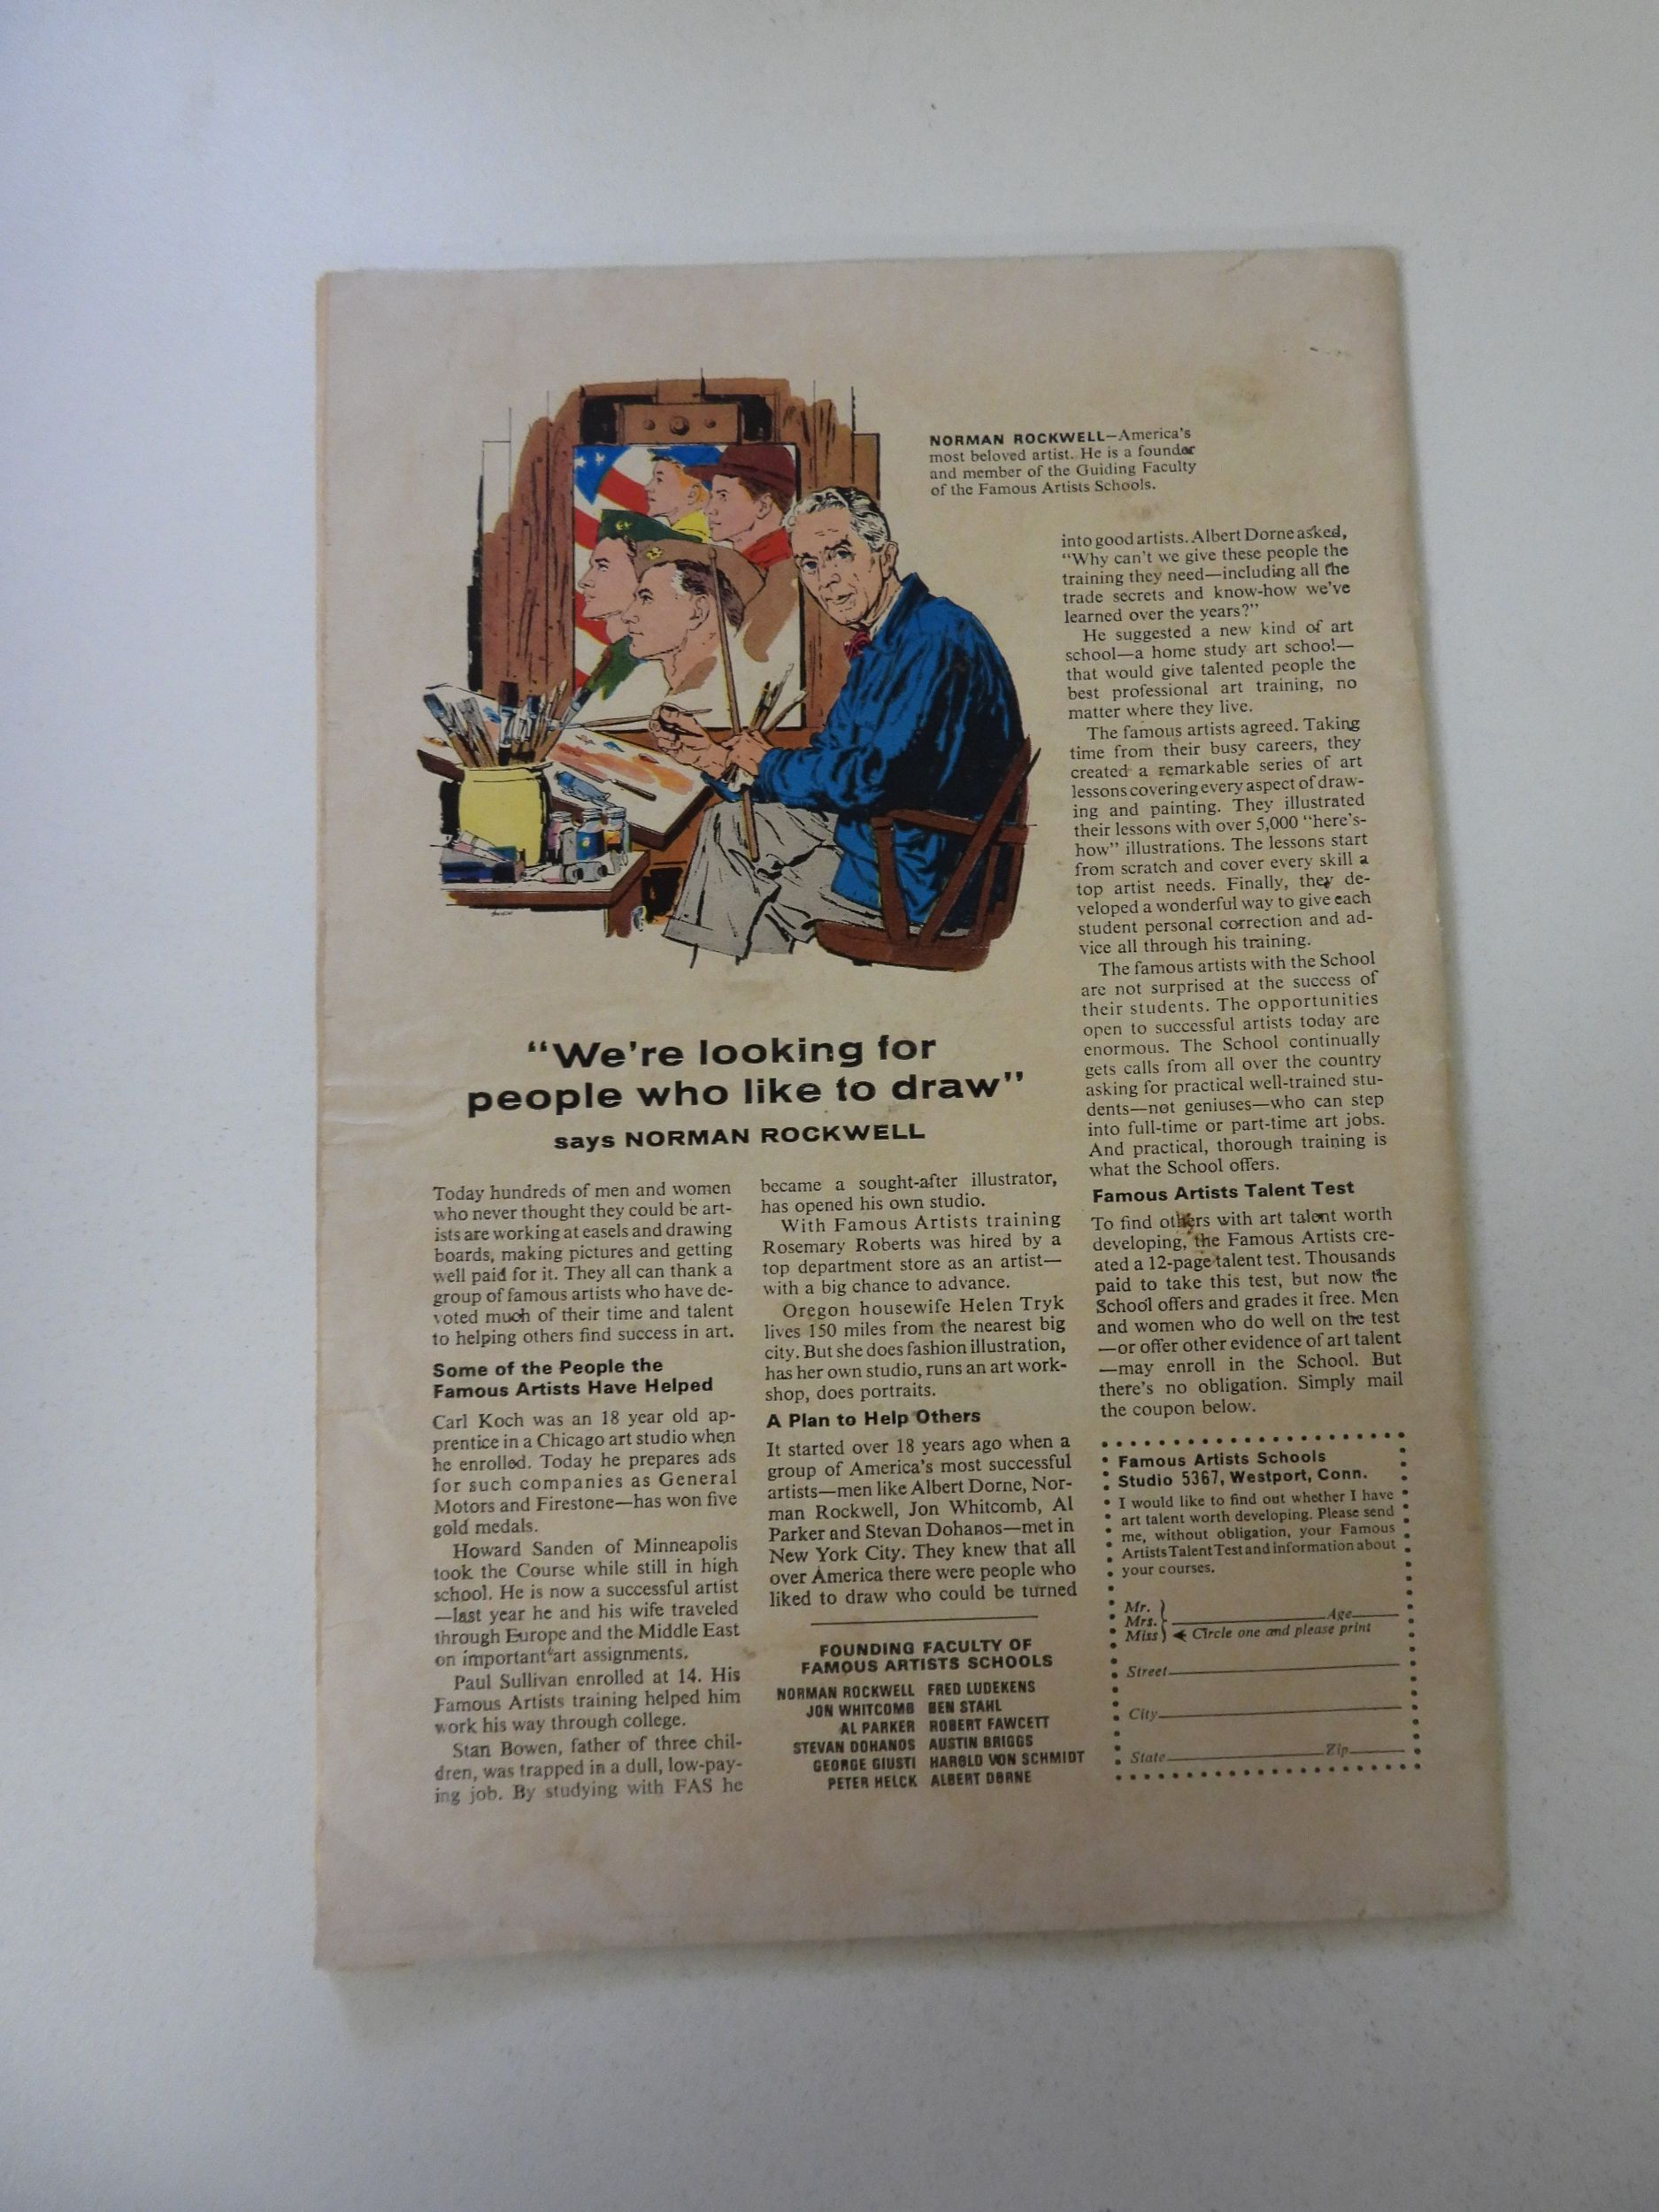 NORMAN ROCKWELL—America's
most beloved artist. He is a founder
and member of the Guiding Faculty
of the Famous Artists Schools.
"We're looking for
people who like to draw"
says NORMAN ROCKWELL
Today hundreds of men and women
who never thought they could be art-
ists are working at easels and drawing
boards, making pictures and getting
well paid for it. They all can thank a
group of famous artists who have de-
voted much of their time and talent
to helping others find success in art.
Some of the People the
Famous Artists Have Helped
Carl Koch was an 18 year old ap-
prentice in a Chicago art studio when
he enrolled. Today he prepares ads
for such companies as General
Motors and Firestone—has won five
gold medals.
Howard Sanden of Minneapolis
took the Course while still in high
school. He is now a successful artist
—last year he and his wife traveled
through Europe and the Middle East
on important art assignments.
Paul Sullivan enrolled at 14. His
Famous Artists training helped him
work his way through college.
Stan Bowen, father of three chil-
dren, was trapped in a dull, low-pay-
ing job. By studying with FAS he
became a sought-after illustrator,
has opened his own studio.
With Famous Artists training
Rosemary Roberts was hired by a
top department store as an artist—
with a big chance to advance.
Oregon housewife Helen Tryk
lives 150 miles from the nearest big
city. But she does fashion illustration,
has her own studio, runs an art work-
shop, does portraits.
A Plan to Help Others
It started over 18 years ago when a
group of America's most successful
artists—men like Albert Dorne, Nor-
man Rockwell, Jon Whitcomb, Al
Parker and Stevan Dohanos—met in
New York City. They knew that all
over America there were people who
liked to draw who could be turned
into good artists. Albert Dorne asked,
"Why can't we give these people the
training they need—including all the
trade secrets and know-how we've
learned over the years?"
He suggested a new kind of art
school—a home study art school—
that would give talented people the
best professional art training, no
matter where they live.
The famous artists agreed. Taking
time from their busy careers, they
created a remarkable series of art
lessons covering every aspect of draw-
ing and painting. They illustrated
their lessons with over 5,000 "here's-
how" illustrations. The lessons start
from scratch and cover every skill a
top artist needs. Finally, they de-
veloped a wonderful way to give each
student personal correction and ad-
vice all through his training.
The famous artists with the School
are not surprised at the success of
their students. The opportunities
open to successful artists today are
enormous. The School continually
gets calls from all over the country
asking for practical well-trained stu-
dents—not geniuses—who can step
into full-time or part-time art jobs.
And practical, thorough training is
what the School offers.
Famous Artists Talent Test
To find others with art talent worth
developing, the Famous Artists cre-
ated a 12-page talent test. Thousands
paid to take this test, but now the
School offers and grades it free. Men
and women who do well on the test
—or offer other evidence of art talent
—may enroll in the School. But
there's no obligation. Simply mail
the coupon below.
FOUNDING FACULTY OF
FAMOUS ARTISTS SCHOOLS
NORMAN ROCKWELL FRED LUDEKENS
JON WHITCOMB BEN STAHL
AL PARKER ROBERT FAWCETT
STEVAN DOHANOS AUSTIN BRIGGS
GEORGE GIUSTI HAROLD VON SCHMIDT
PETER HELCK ALBERT DORNE
Famous Artists Schools
Studio 5367, Westport, Conn.
I would like to find out whether I have
art talent worth developing. Please send
me, without obligation, your Famous
Artists Talent Test and information about
your courses.
Mr.
Mrs. Age
Miss Circle one and please print
Street
City
State Zip